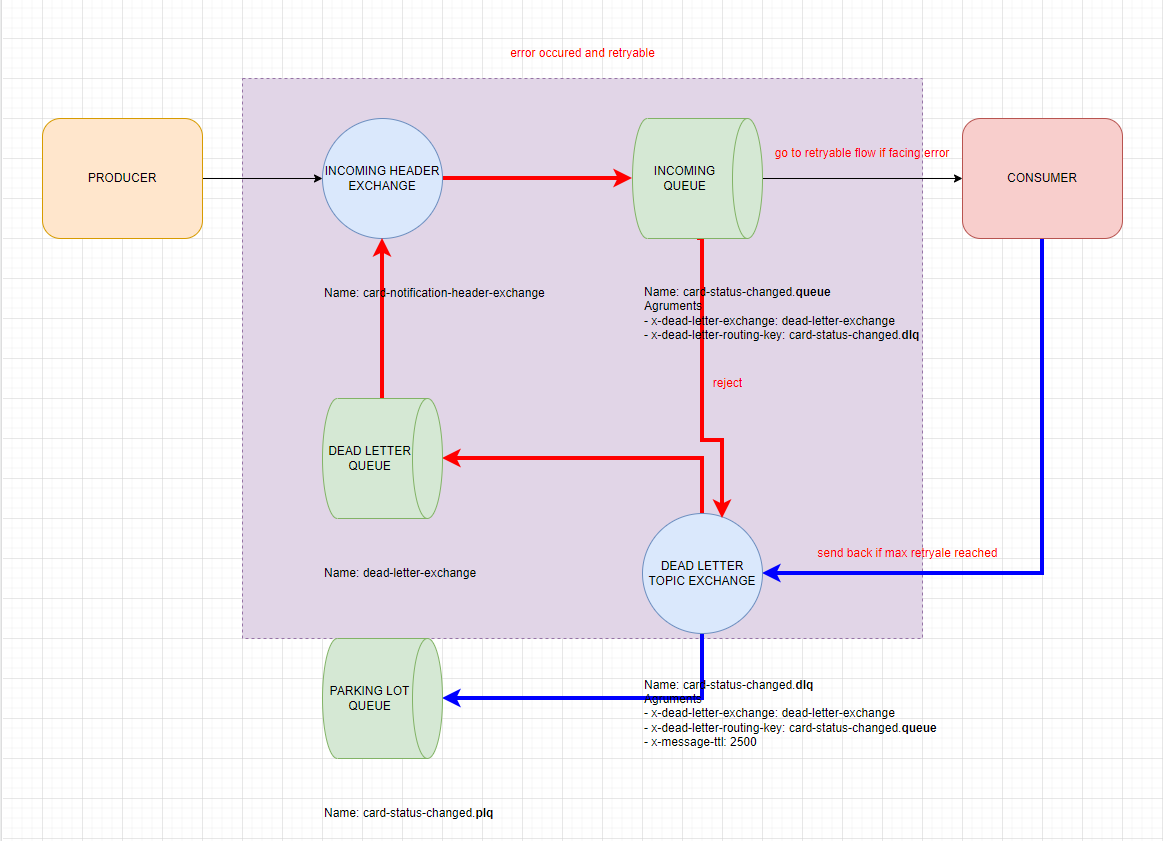 error occured and retryable
PRODUCER
INCOMING HEADER
EXCHANGE
INCOMING
QUEUE
go to retryable flow if facing error
CONSUMER
Name: card-notification-header-exchange
Name: card-status-changed.queue
Agruments
- x-dead-letter-exchange: dead-letter-exchange
- x-dead-letter-routing-key: card-status-changed.dlq
reject
DEAD LETTER
QUEUE
Name: dead-letter-exchange
DEAD LETTER
TOPIC EXCHANGE
send back if max retryale reached
PARKING LOT
QUEUE
Name: card-status-changed.dlq
Agruments
- x-dead-letter-exchange: dead-letter-exchange
- x-dead-letter-routing-key: card-status-changed.queue
- x-message-ttl: 2500
Name: card-status-changed.plq